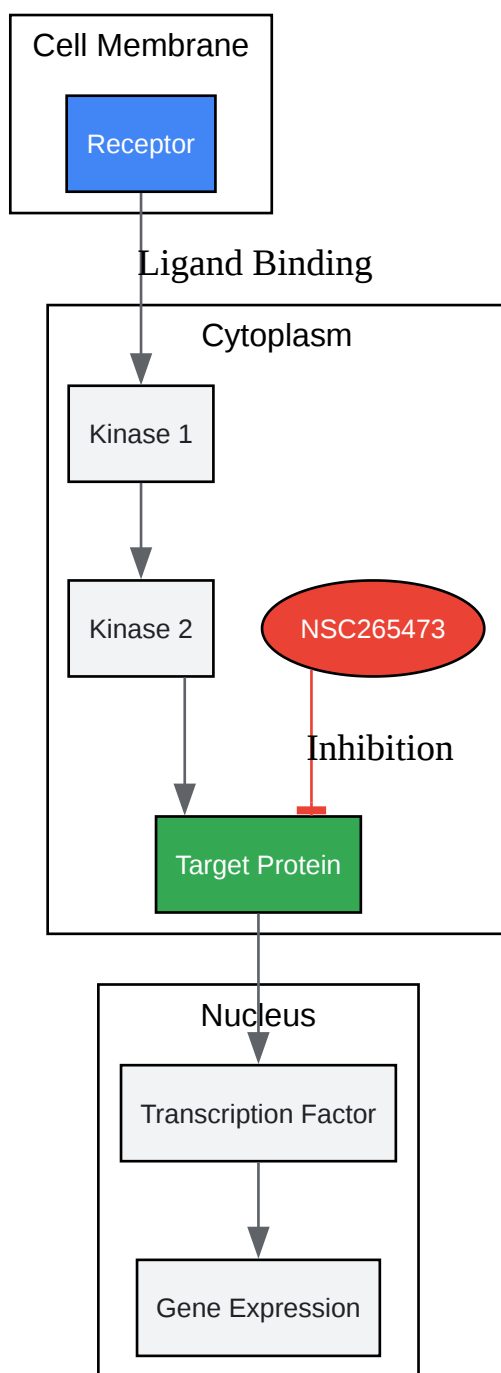 Cell Membrane
Receptor
Ligand Binding
Cytoplasm
Kinase 1
Kinase 2
NSC265473
Inhibition
Target Protein
Nucleus
Transcription Factor
Gene Expression